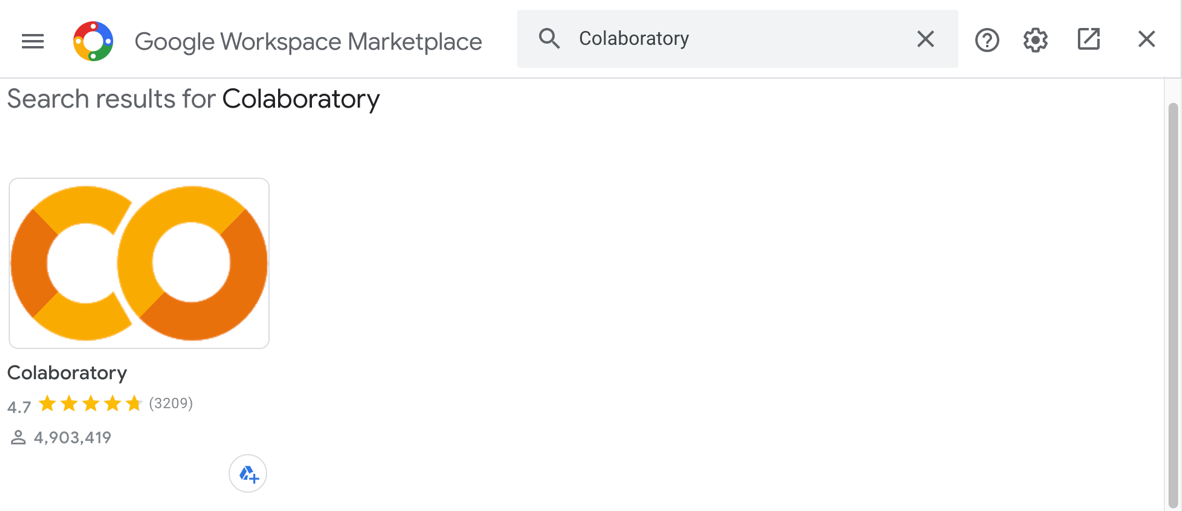 Google Workspace Marketplace
Colaboratory
Search results for Colaboratory
Colaboratory
4.7 (3209)
4,903,419